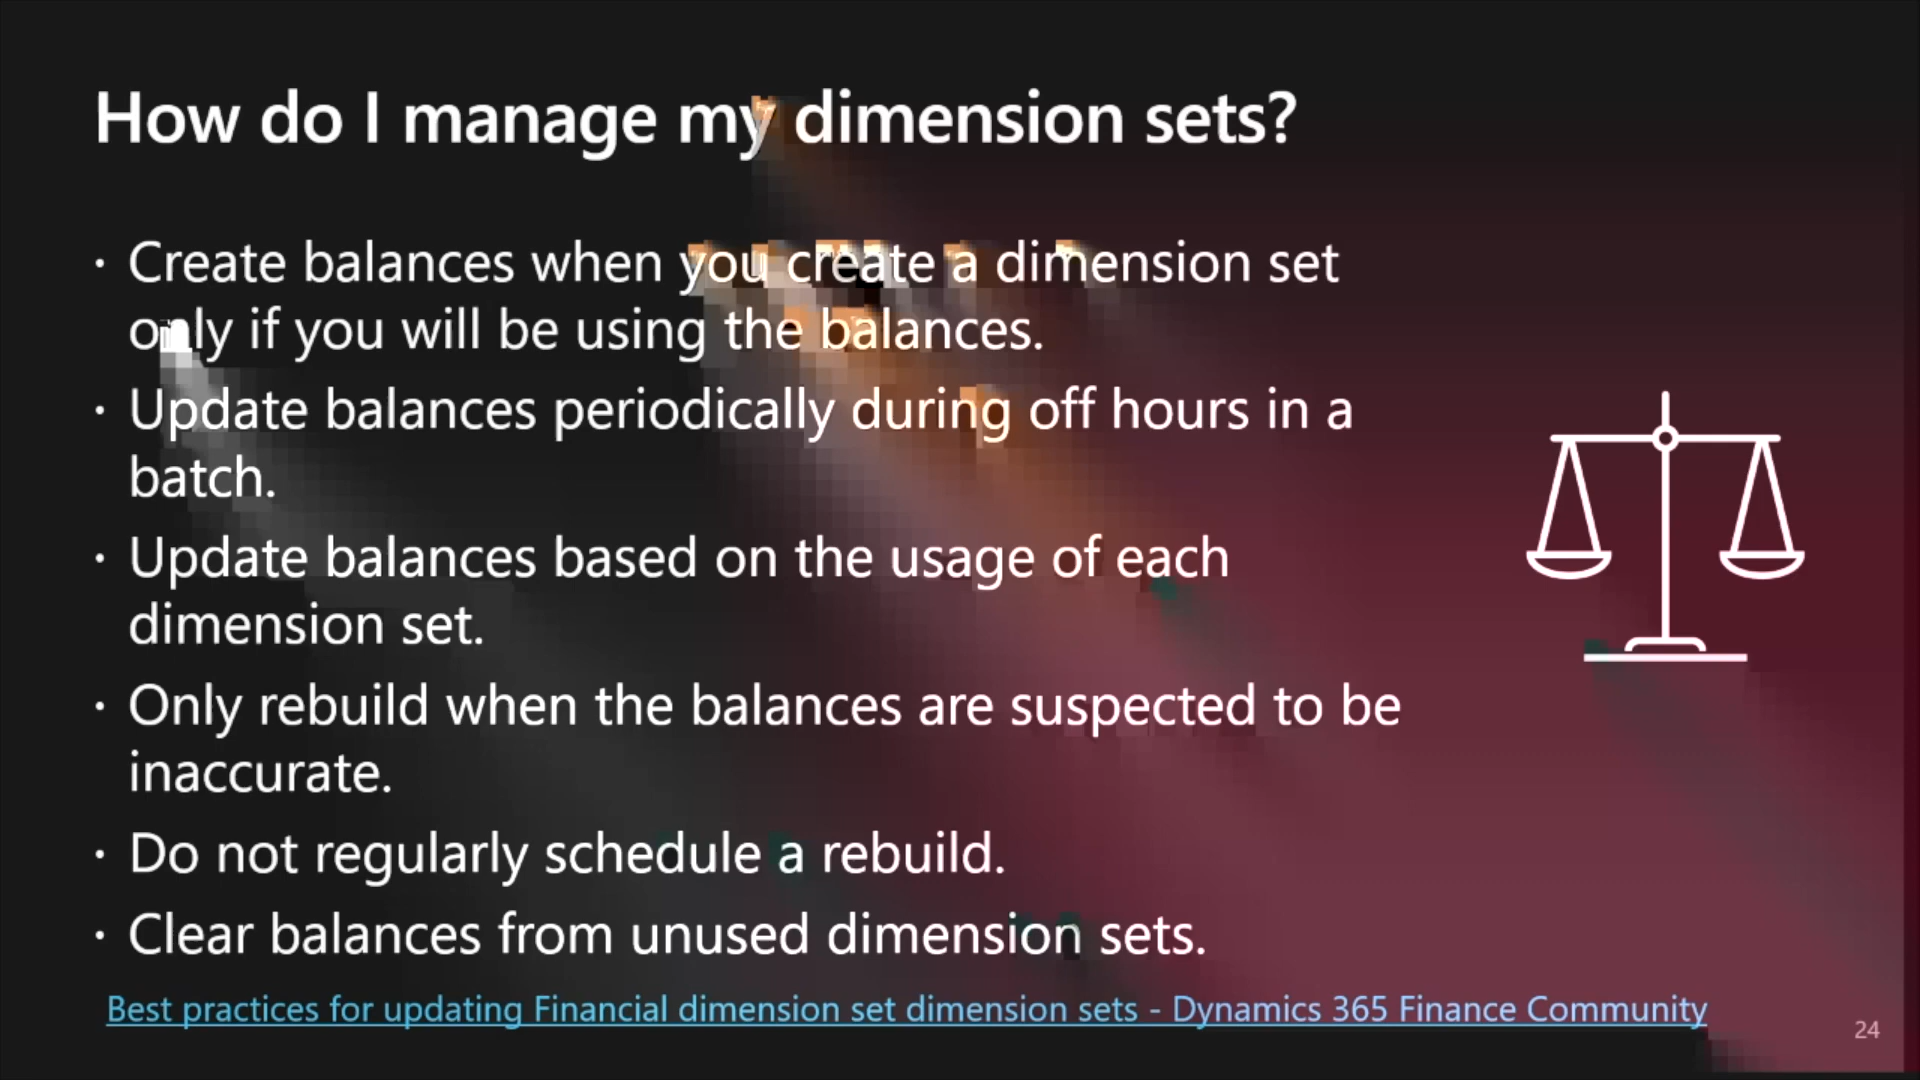 How do I manage my dimension sets?
· Create balances when you create a dimension set
only if you will be using the balances.
· Update balances periodically during off hours in a
batch.
· Update balances based on the usage of each
dimension set.
· Only rebuild when the balances are suspected to be
inaccurate.
· Do not regularly schedule a rebuild.
· Clear balances from unused dimension sets.
Best practices for updating Financial dimension set dimension sets - Dynamics 365 Finance Community
24